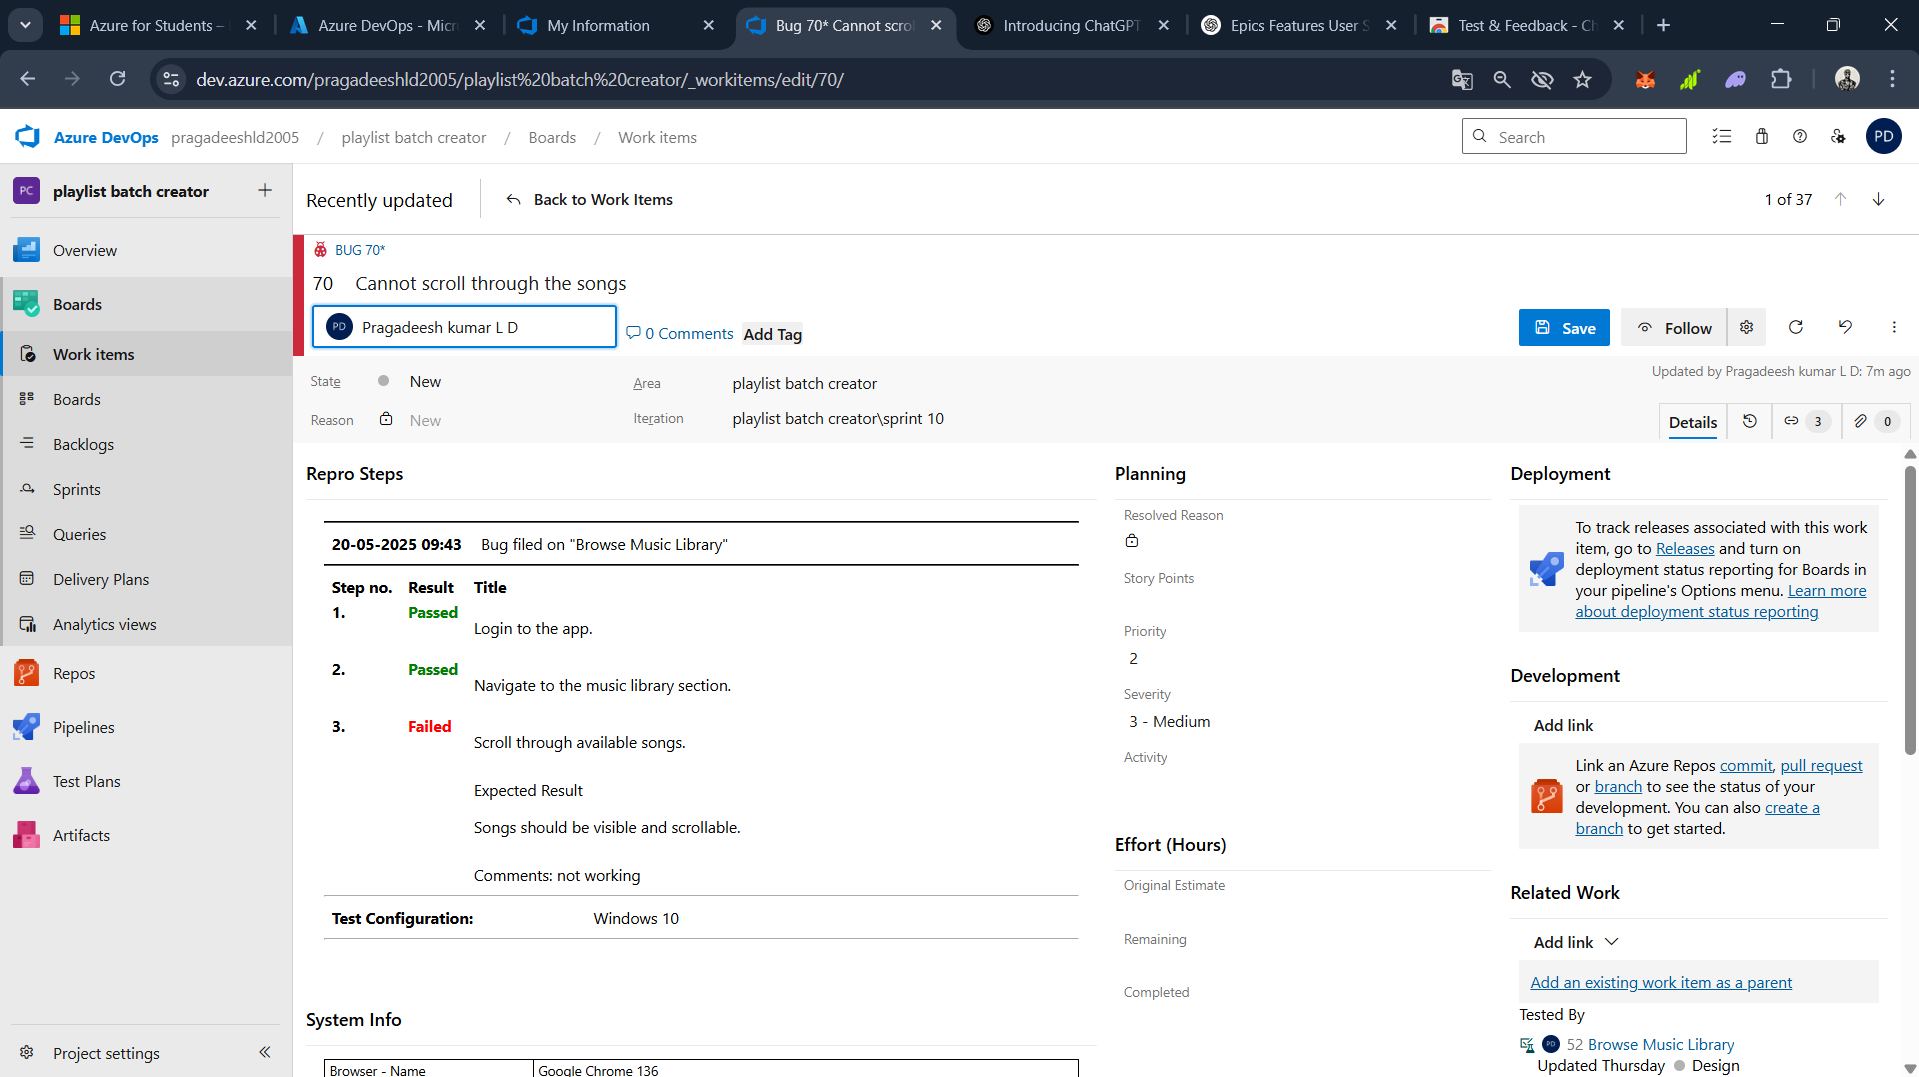 Azure for Students –
Azure DevOps - Micr
My Information
Bug 70* Cannot scrol
Introducing ChatGPT
Epics Features User S
Test & Feedback - Ch
dev.azure.com/pragadeeshld2005/playlist%20batch%20creator/_workitems/edit/70/
Azure DevOps pragadeeshld2005 / playlist batch creator / Boards / Work items
Search
PD
PC playlist batch creator
Overview
Boards
Work items
Boards
Backlogs
Sprints
Queries
Delivery Plans
Analytics views
Repos
Pipelines
Test Plans
Artifacts
Project settings
Recently updated
Back to Work Items
1 of 37
BUG 70*
70 Cannot scroll through the songs
PD Pragadeesh kumar L D
0 Comments
Add Tag
Save
Follow
State New
Reason New
Area playlist batch creator
Iteration playlist batch creator\sprint 10
Updated by Pragadeesh kumar L D: 7m ago
Details
3
0
Repro Steps
20-05-2025 09:43 Bug filed on "Browse Music Library"
Step no. Result Title
1. Passed
Login to the app.
2. Passed
Navigate to the music library section.
3. Failed
Scroll through available songs.
Expected Result
Songs should be visible and scrollable.
Comments: not working
Test Configuration: Windows 10
System Info
Browser - Name Google Chrome 136
Planning
Resolved Reason
Story Points
Priority
2
Severity
3 - Medium
Activity
Effort (Hours)
Original Estimate
Remaining
Completed
Deployment
To track releases associated with this work
item, go to Releases and turn on
deployment status reporting for Boards in
your pipeline's Options menu. Learn more
about deployment status reporting
Development
Add link
Link an Azure Repos commit, pull request
or branch to see the status of your
development. You can also create a
branch to get started.
Related Work
Add link
Add an existing work item as a parent
Tested By
PD 52 Browse Music Library
Updated Thursday Design